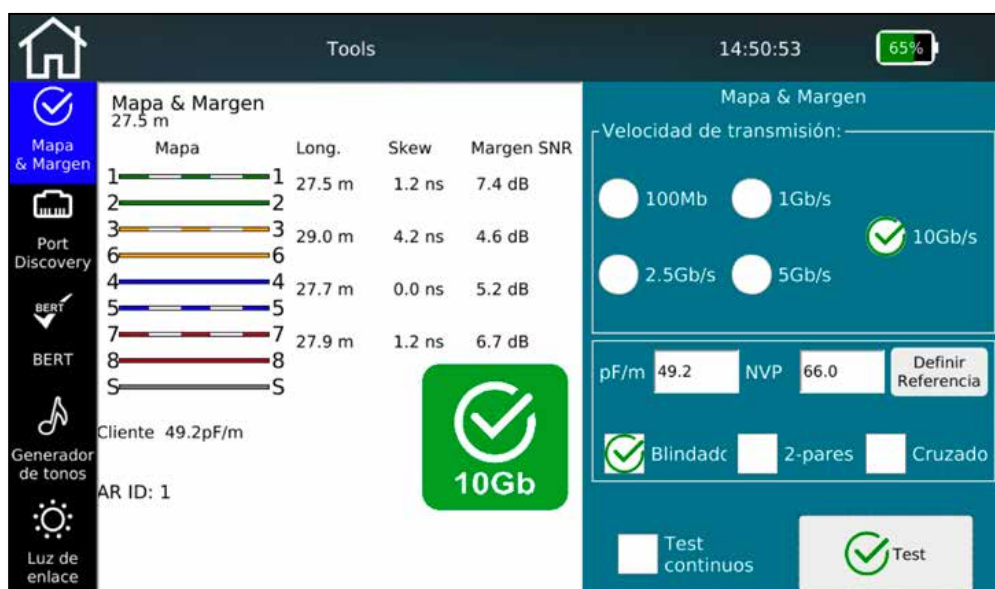 Tools
14:50:53
65%
Mapa
& Margen
Port
Discovery
BERT
BERT
Generador
de tonos
Luz de
enlace
Mapa & Margen
27.5 m
Mapa Long. Skew Margen SNR
1 1 27.5 m 1.2 ns 7.4 dB
2 2
3 3 29.0 m 4.2 ns 4.6 dB
6 6
4 4 27.7 m 0.0 ns 5.2 dB
5 5
7 7 27.9 m 1.2 ns 6.7 dB
8 8
S S
Cliente 49.2pF/m
AR ID: 1
10Gb
Mapa & Margen
Velocidad de transmisión:
100Mb 1Gb/s
10Gb/s
2.5Gb/s 5Gb/s
pF/m 49.2 NVP 66.0 Definir
Referencia
Blindadc 2-pares Cruzado
Test
continuos
Test